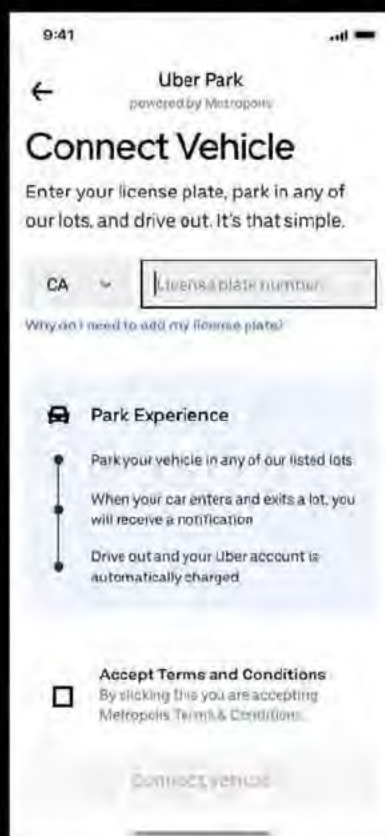 9:41
Uber Park
powered by Metropolis
Connect Vehicle
Enter your license plate, park in any of
our lots, and drive out. It's that simple.
CA
License plate number
Why do I need to add my license plate?
Park Experience
Park your vehicle in any of our listed lots
When your car enters and exits a lot, you
will receive a notification
Drive out and your Uber account is
automatically charged
Accept Terms and Conditions
By clicking this you are accepting
Metropolis Terms & Conditions.
Connect vehicle